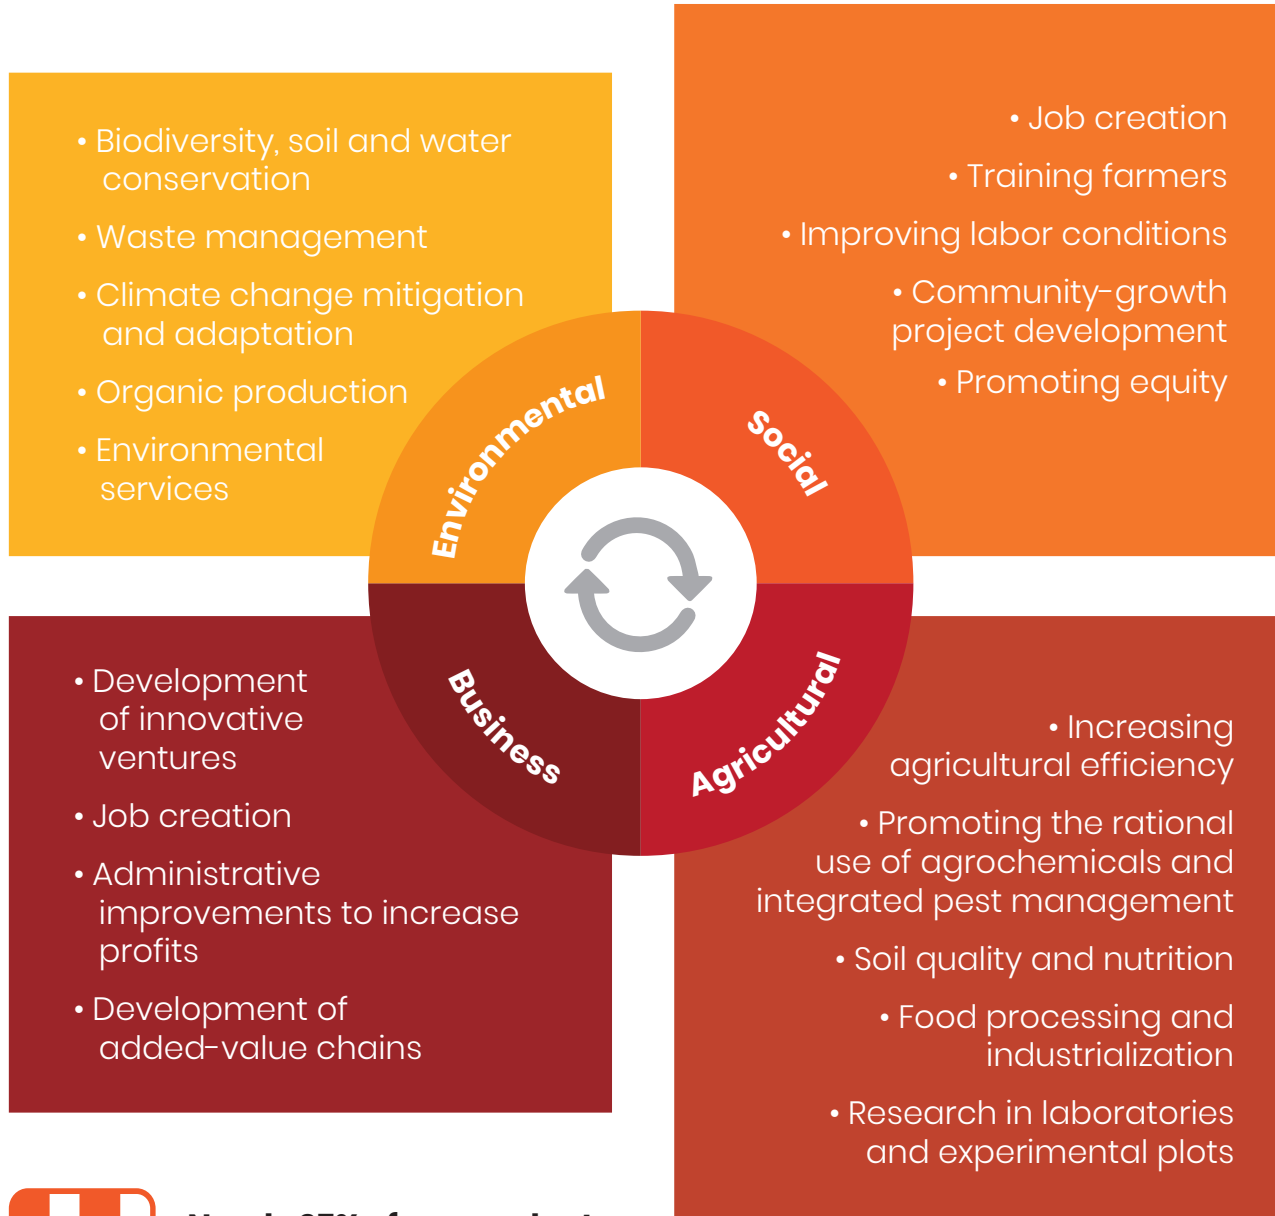 • Biodiversity, soil and water
conservation
• Waste management
• Climate change mitigation
and adaptation
• Organic production
• Environmental
services
• Job creation
• Training farmers
• Improving labor conditions
• Community-growth
project development
• Promoting equity
Environmental
Social
Business
Agricultural
• Development
of innovative
ventures
• Job creation
• Administrative
improvements to increase
profits
• Development of
added-value chains
• Increasing
agricultural efficiency
• Promoting the rational
use of agrochemicals and
integrated pest management
• Soil quality and nutrition
• Food processing and
industrialization
• Research in laboratories
and experimental plots